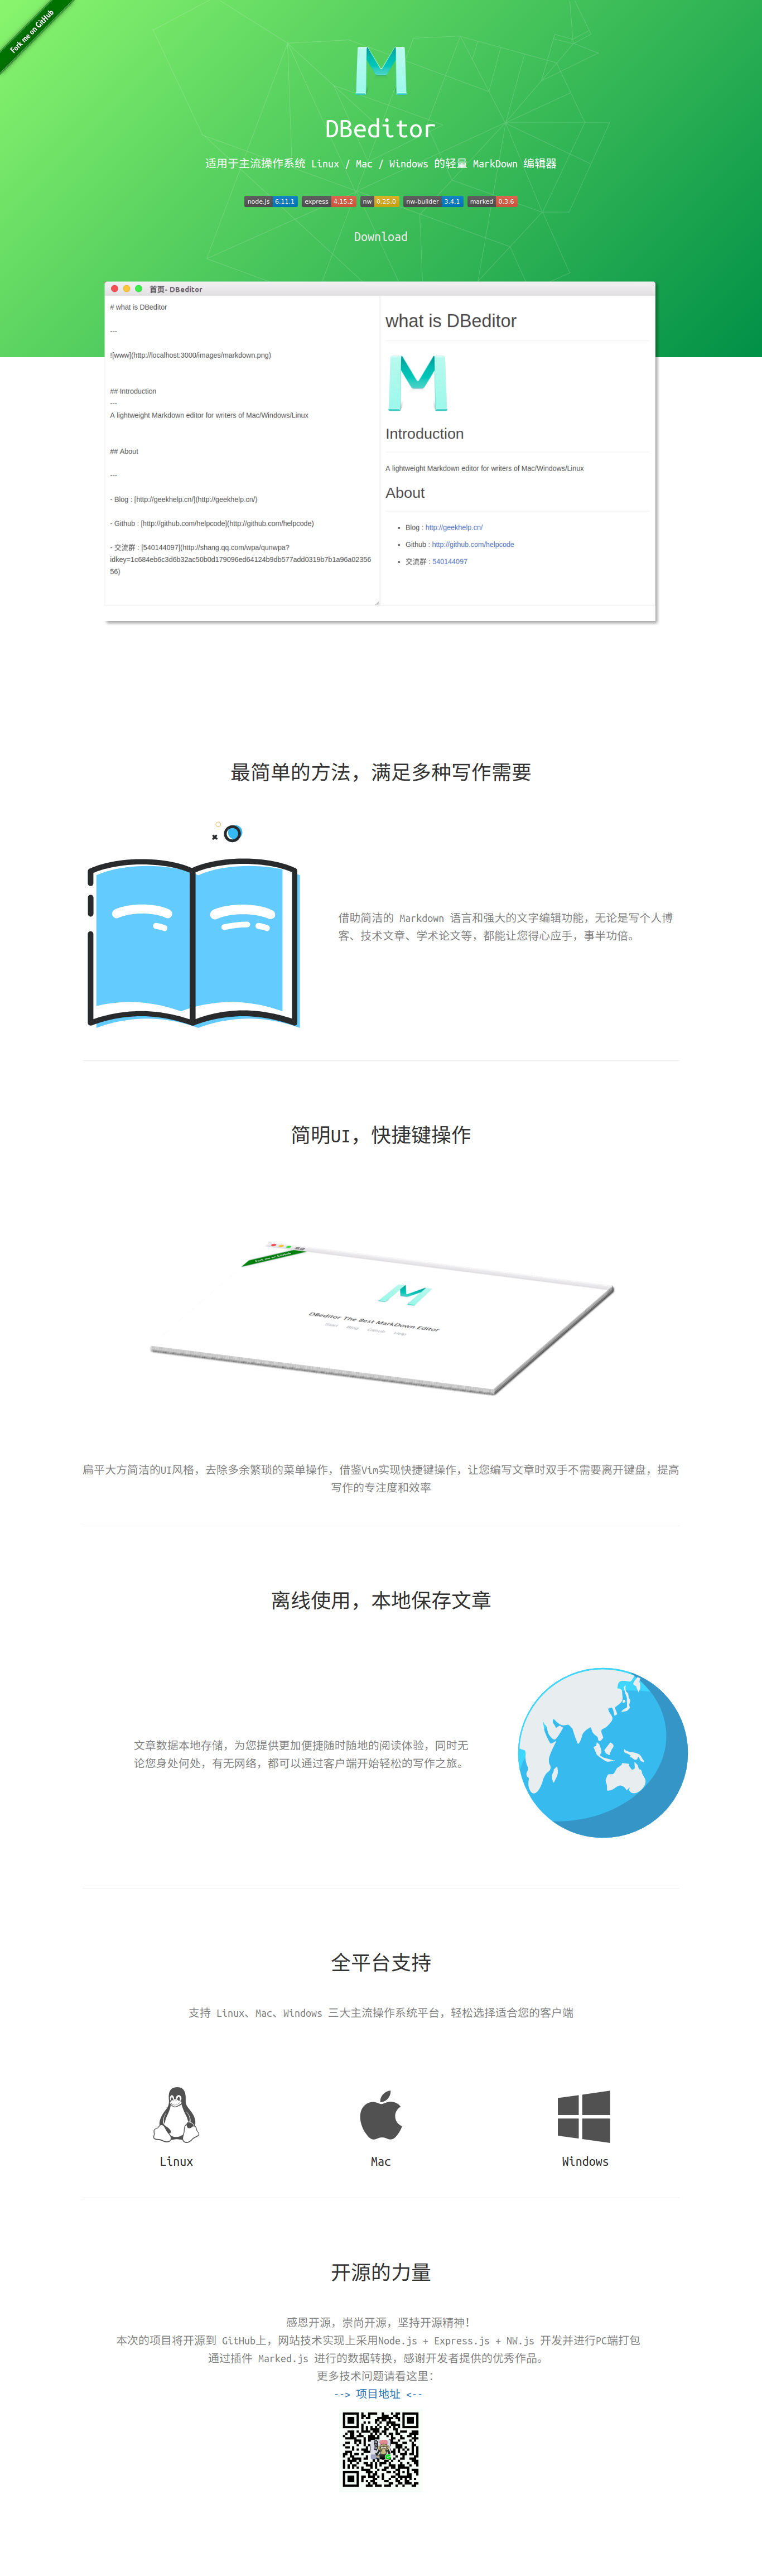 Fork me on GitHub
DBeditor
适用于主流操作系统 Linux / Mac / Windows 的轻量 MarkDown 编辑器
node.js 6.11.1 express 4.15.2 nw 0.25.0 nw-builder 3.4.1 marked 0.3.6
Download
首页- DBeditor
# what is DBeditor
---
![www](http://localhost:3000/images/markdown.png)
## Introduction
---
A lightweight Markdown editor for writers of Mac/Windows/Linux
## About
---
- Blog : [http://geekhelp.cn/](http://geekhelp.cn/)
- Github : [http://github.com/helpcode](http://github.com/helpcode)
- 交流群 : [540144097](http://shang.qq.com/wpa/qunwpa?
idkey=1c684eb6c3d6b32ac50b0d179096ed64124b9db577add0319b7b1a96a02356
56)
what is DBeditor
Introduction
A lightweight Markdown editor for writers of Mac/Windows/Linux
About
• Blog : http://geekhelp.cn/
• Github : http://github.com/helpcode
• 交流群 : 540144097
最简单的方法，满足多种写作需要
借助简洁的 Markdown 语言和强大的文字编辑功能，无论是写个人博
客、技术文章、学术论文等，都能让您得心应手，事半功倍。
简明UI，快捷键操作
DBeditor The Best MarkDown Editor
扁平大方简洁的UI风格，去除多余繁琐的菜单操作，借鉴Vim实现快捷键操作，让您编写文章时双手不需要离开键盘，提高
写作的专注度和效率
离线使用，本地保存文章
文章数据本地存储，为您提供更加便捷随时随地的阅读体验，同时无
论您身处何处，有无网络，都可以通过客户端开始轻松的写作之旅。
全平台支持
支持 Linux、Mac、Windows 三大主流操作系统平台，轻松选择适合您的客户端
Linux Mac Windows
开源的力量
感恩开源，崇尚开源，坚持开源精神！
本次的项目将开源到 GitHub上，网站技术实现上采用Node.js + Express.js + NW.js 开发并进行PC端打包
通过插件 Marked.js 进行的数据转换，感谢开发者提供的优秀作品。
更多技术问题请看这里：
--> 项目地址 <--